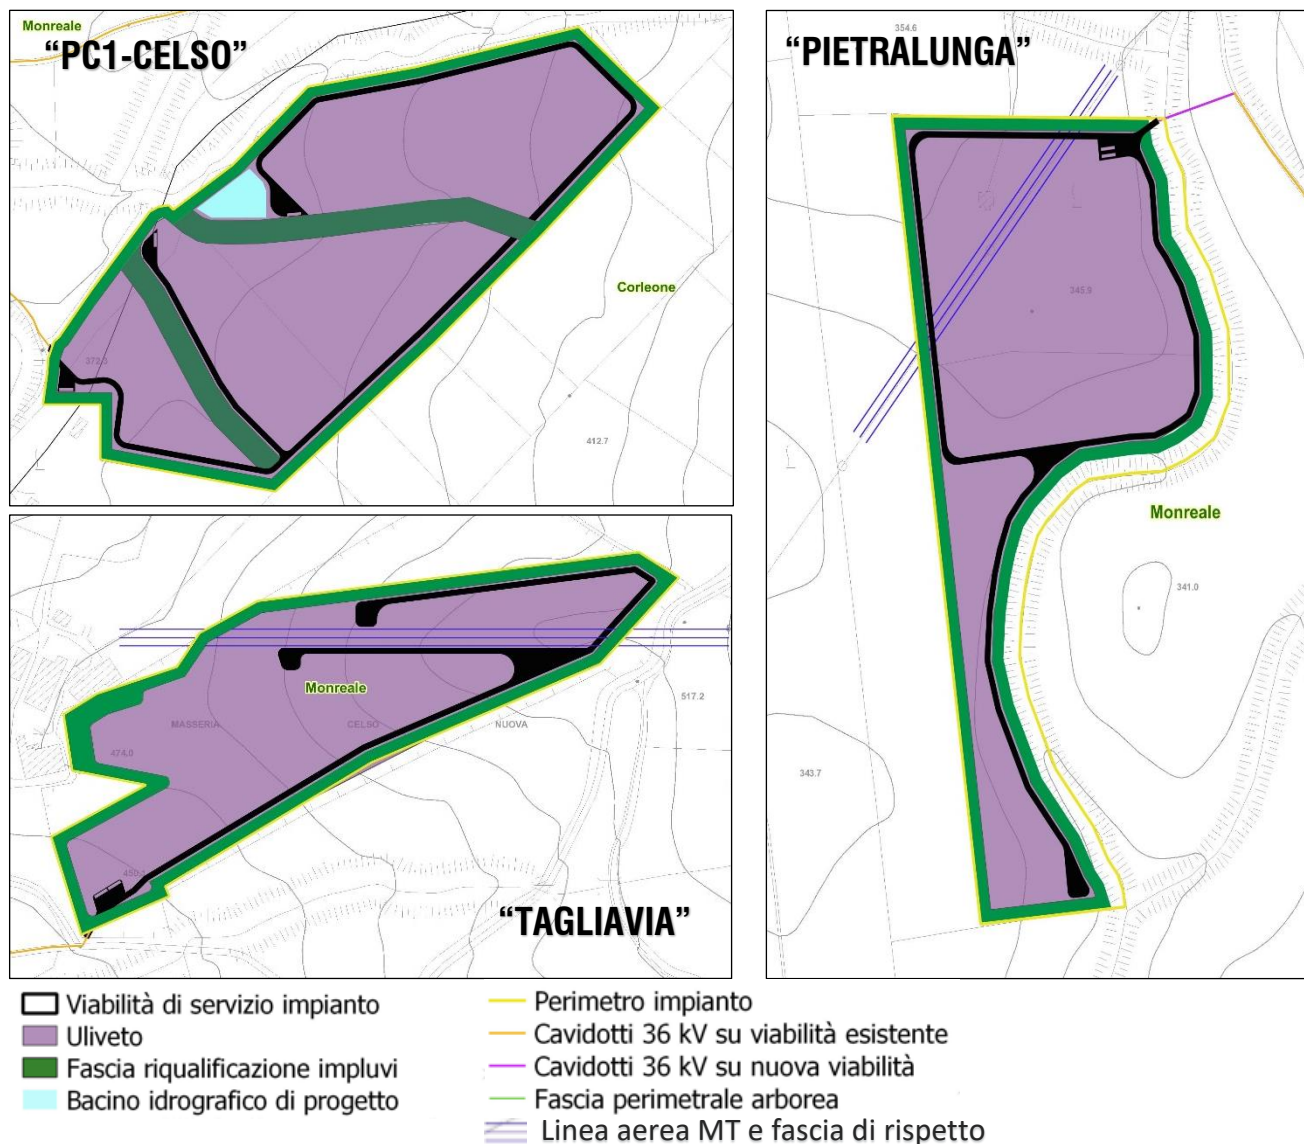 Monreale
“PC1-CELSO”
Corleone
372.3
412.7
“PIETRALUNGA”
354.6
345.9
Monreale
341.0
343.7
Monreale
MASSERIA CELSO NUOVA
517.2
474.0
450.1
“TAGLIAVIA”
Viabilità di servizio impianto
Uliveto
Fascia riqualificazione impluvi
Bacino idrografico di progetto
Perimetro impianto
Cavidotti 36 kV su viabilità esistente
Cavidotti 36 kV su nuova viabilità
Fascia perimetrale arborea
Linea aerea MT e fascia di rispetto